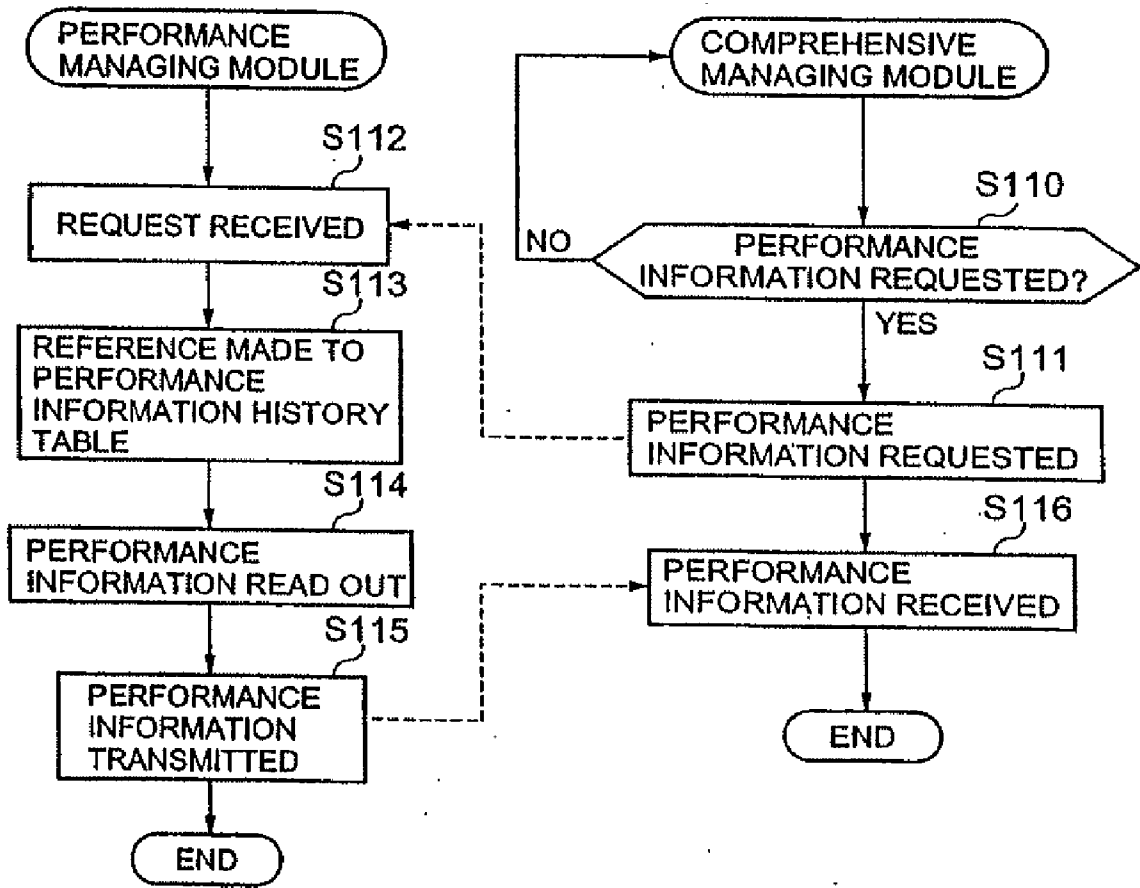 PERFORMANCE
MANAGING MODULE
S112
REQUEST RECEIVED
S113
REFERENCE MADE TO
PERFORMANCE
INFORMATION HISTORY
TABLE
S114
PERFORMANCE
INFORMATION READ OUT
S115
PERFORMANCE
INFORMATION
TRANSMITTED
END
COMPREHENSIVE
MANAGING MODULE
S110
PERFORMANCE
INFORMATION REQUESTED?
NO
YES
S111
PERFORMANCE
INFORMATION REQUESTED
S116
PERFORMANCE
INFORMATION RECEIVED
END